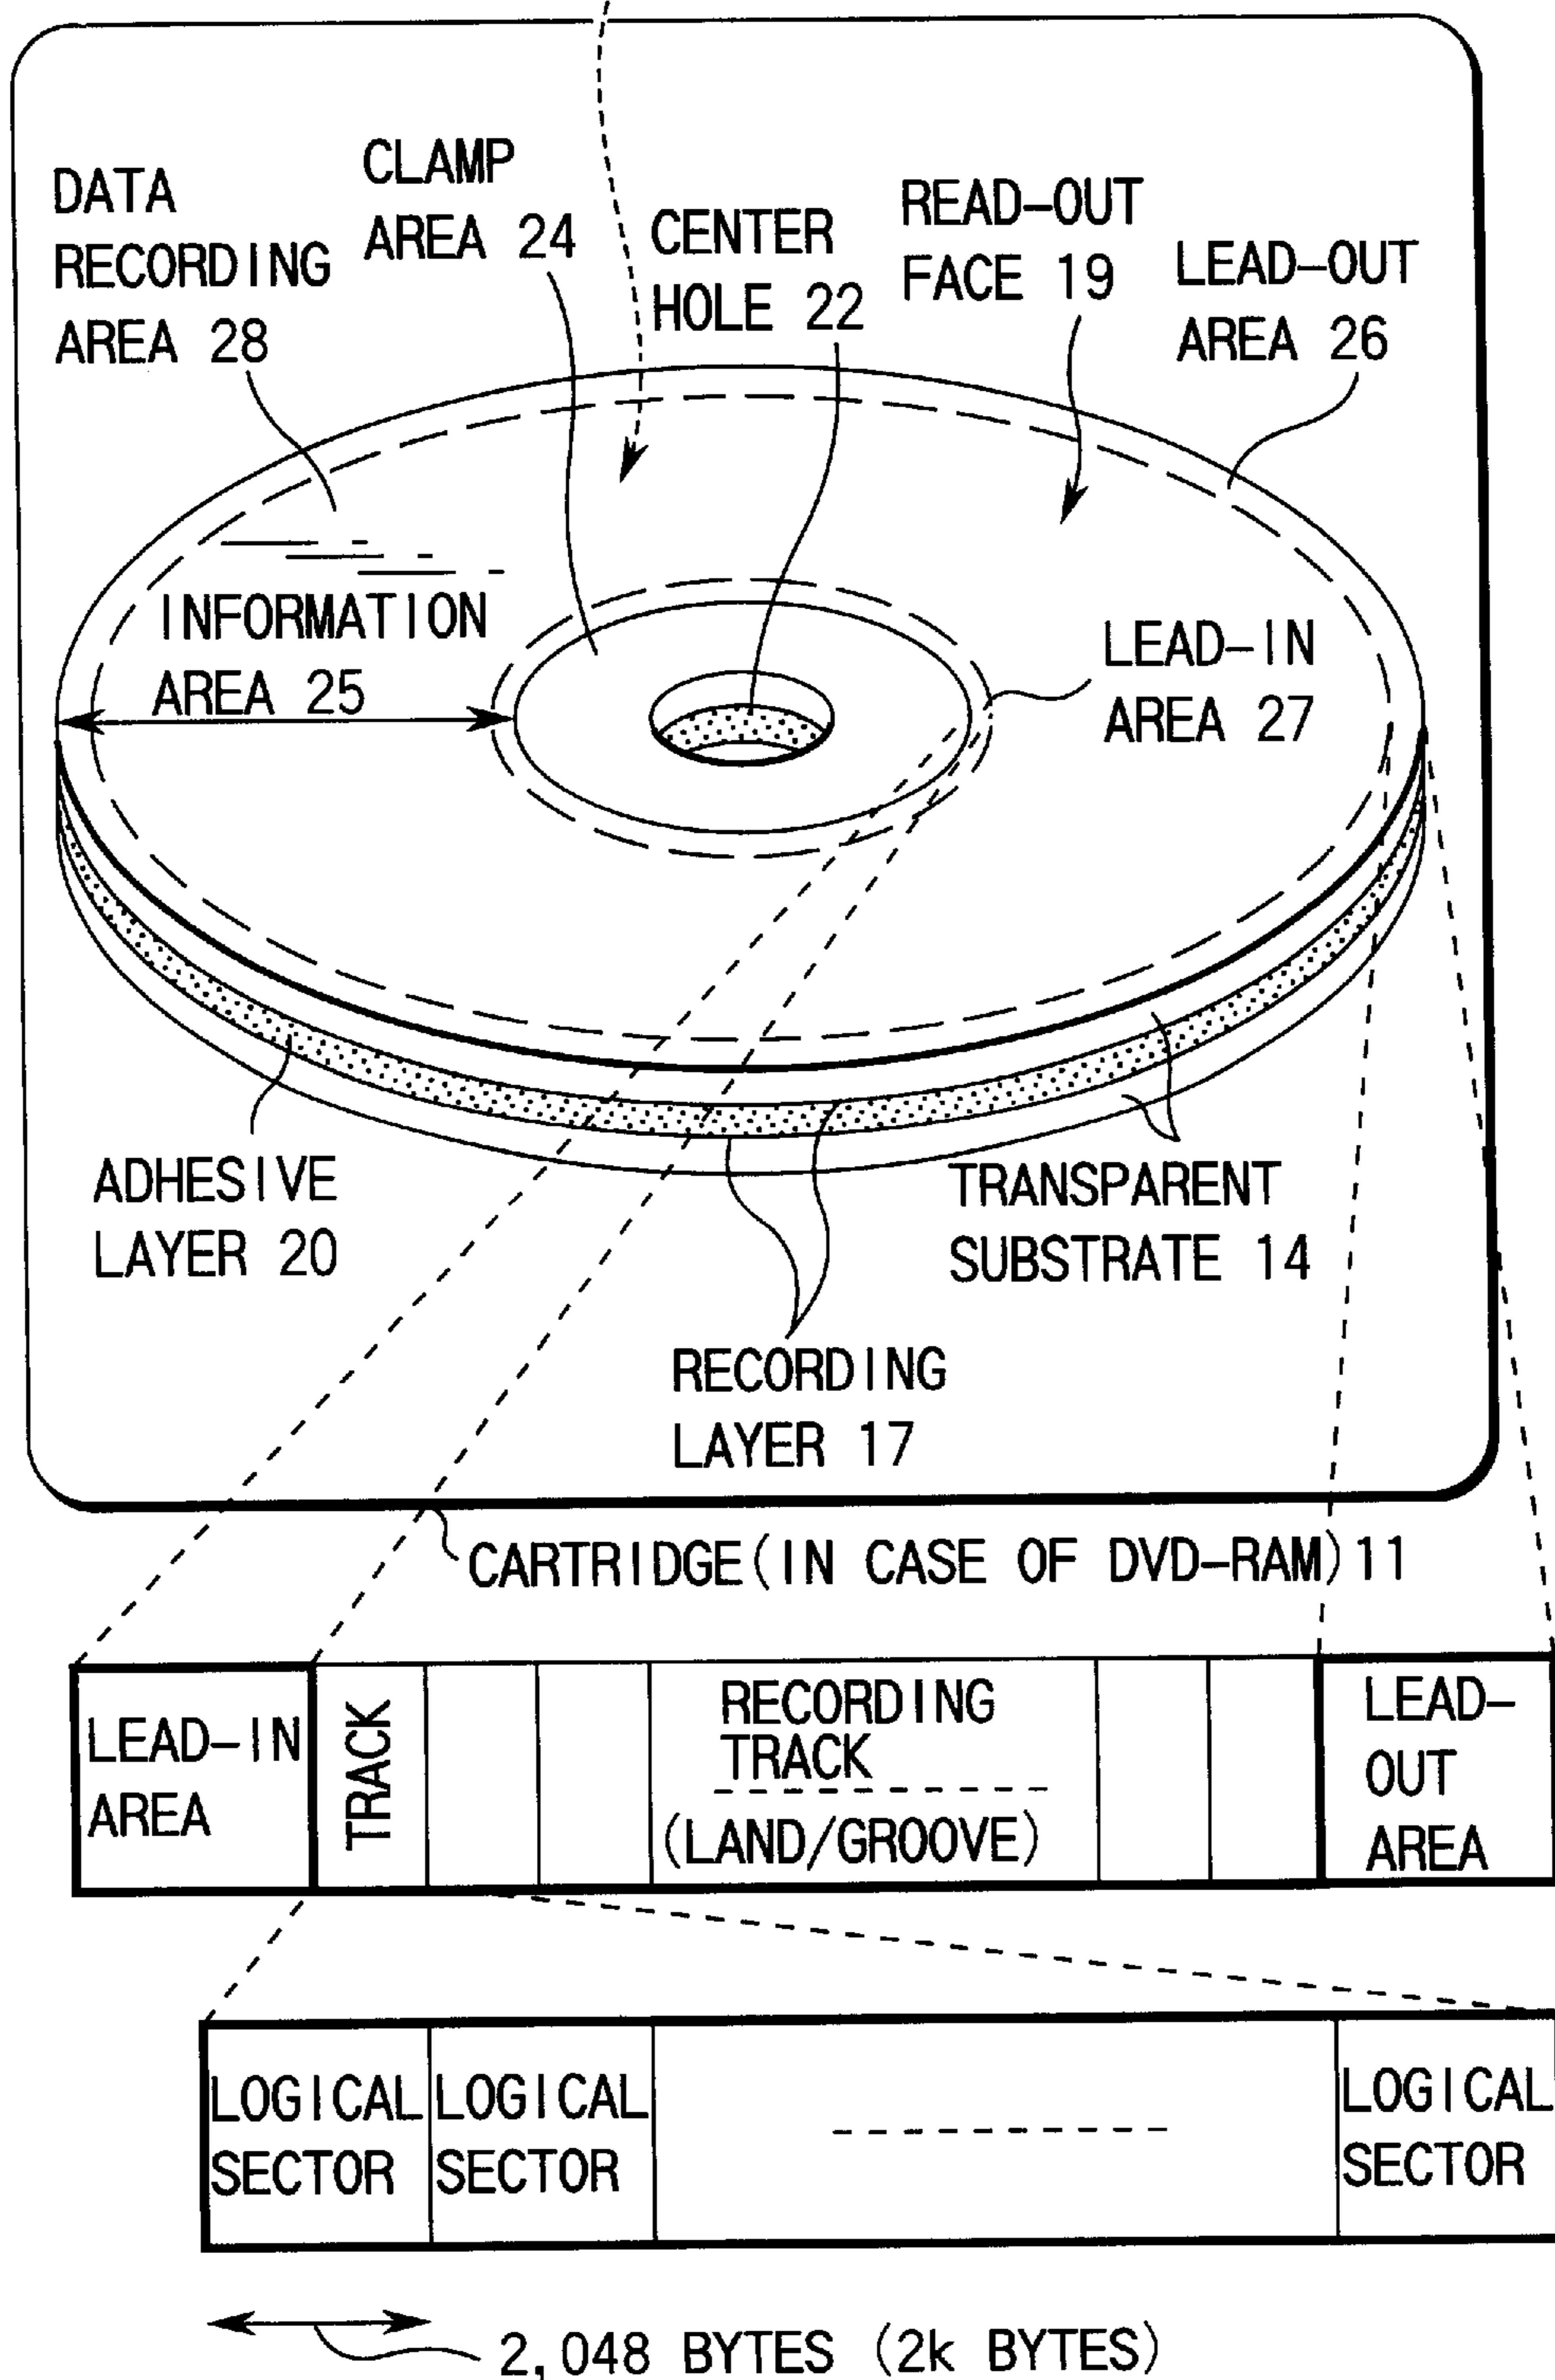 DATA
RECORDING
AREA 28
CLAMP
AREA 24
CENTER
HOLE 22
READ-OUT
FACE 19
LEAD-OUT
AREA 26
INFORMATION
AREA 25
LEAD-IN
AREA 27
ADHESIVE
LAYER 20
TRANSPARENT
SUBSTRATE 14
RECORDING
LAYER 17
CARTRIDGE(IN CASE OF DVD-RAM)11
LEAD-IN
AREA
TRACK
RECORDING
TRACK
(LAND/GROOVE)
LEAD-
OUT
AREA
LOGICAL
SECTOR
LOGICAL
SECTOR
LOGICAL
SECTOR
2,048 BYTES (2k BYTES)